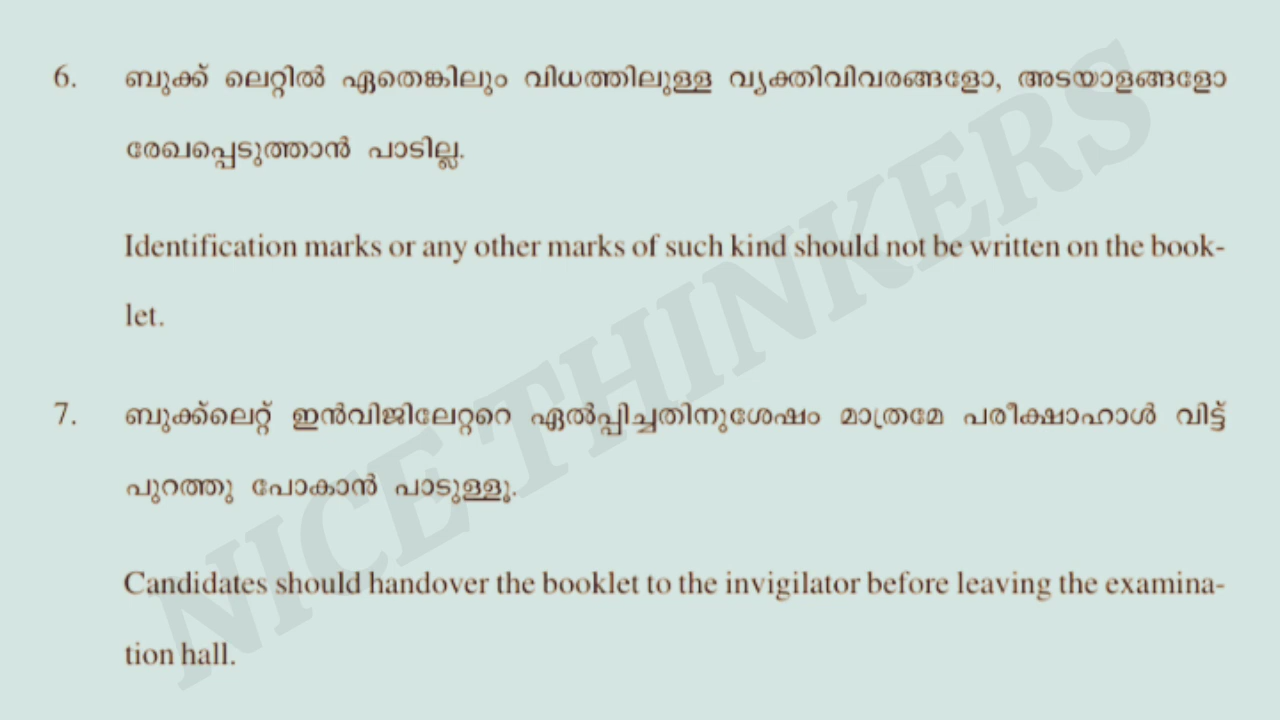 6. ബുക്ക് ലെറ്റിൽ ഏതെങ്കിലും വിധത്തിലുള്ള വ്യക്തിവിവരങ്ങളോ, അടയാളങ്ങളോ
രേഖപ്പെടുത്താൻ പാടില്ല.
Identification marks or any other marks of such kind should not be written on the book-
let.
7. ബുക്ക്ലെറ്റ് ഇൻവിജിലേറ്ററെ ഏൽപ്പിച്ചതിനുശേഷം മാത്രമേ പരീക്ഷാഹാൾ വിട്ട്
പുറത്തു പോകാൻ പാടുള്ളൂ.
Candidates should handover the booklet to the invigilator before leaving the examina-
tion hall.
NICE THINKERS